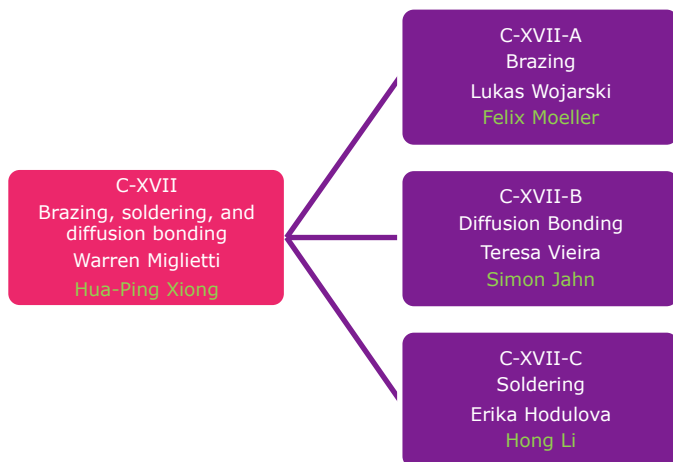 C-XVII
Brazing, soldering, and
diffusion bonding
Warren Miglietti
Hua-Ping Xiong
C-XVII-A
Brazing
Lukas Wojarski
Felix Moeller
C-XVII-B
Diffusion Bonding
Teresa Vieira
Simon Jahn
C-XVII-C
Soldering
Erika Hodulova
Hong Li